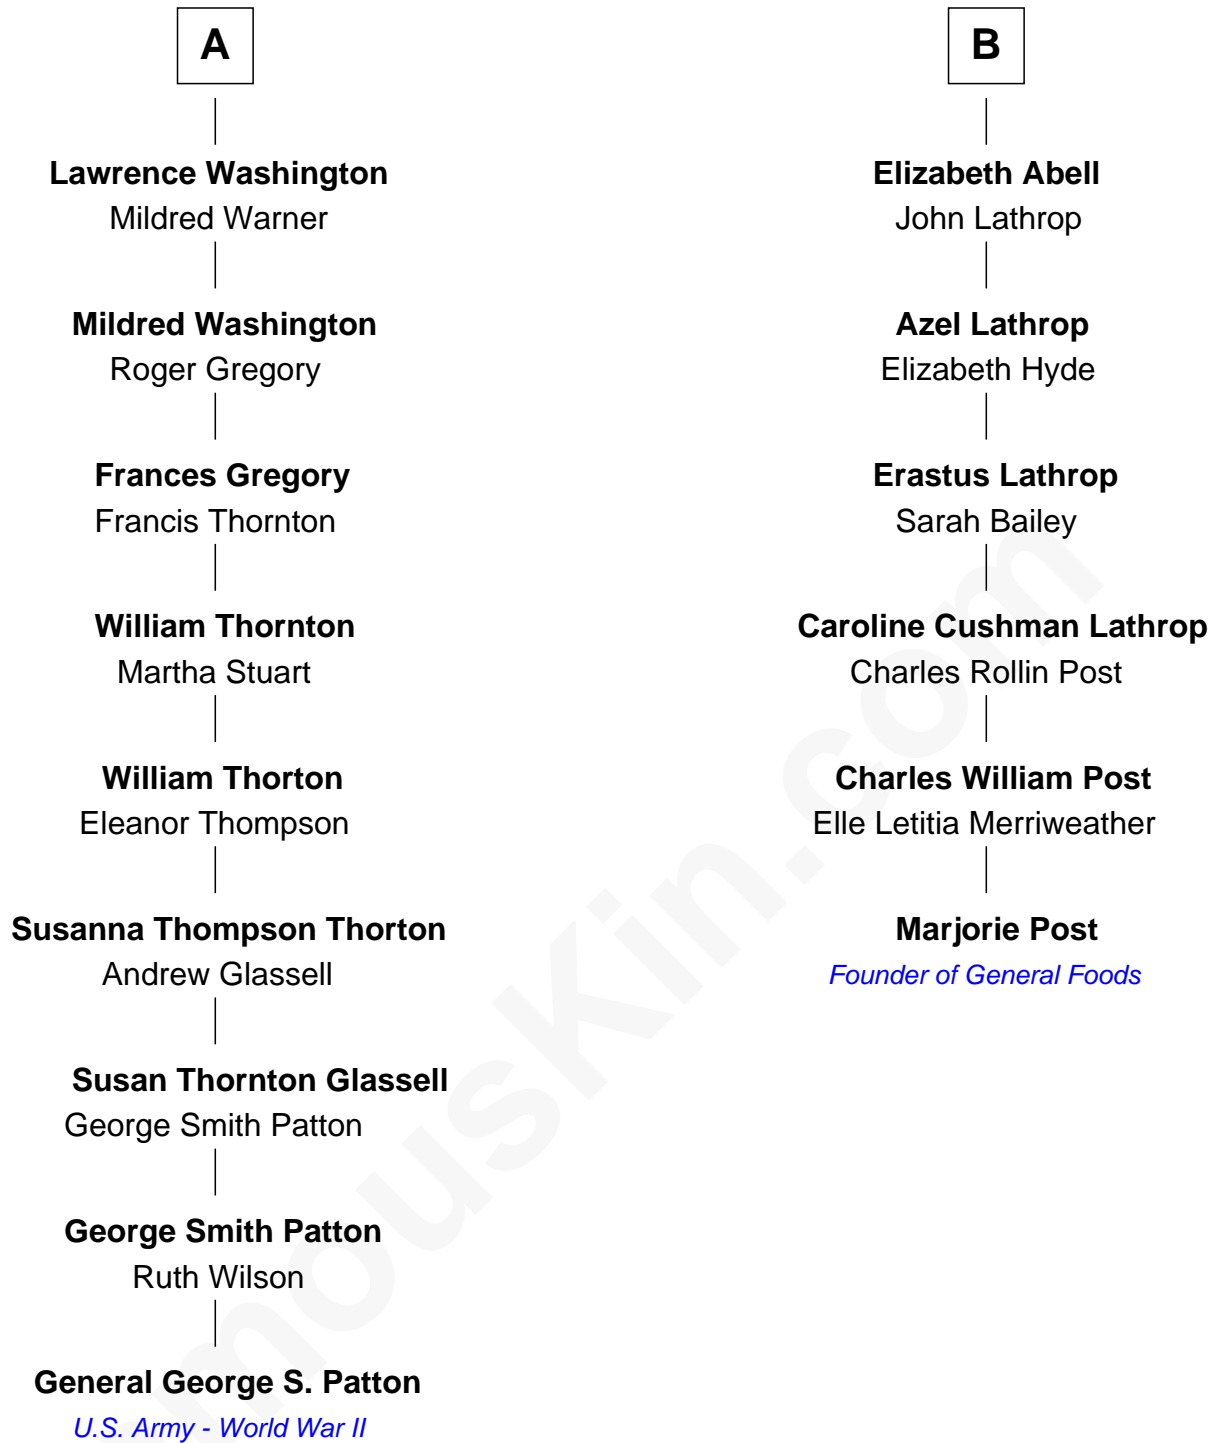 A
Lawrence Washington
Mildred Warner
Mildred Washington
Roger Gregory
Frances Gregory
Francis Thornton
William Thornton
Martha Stuart
William Thorton
Eleanor Thompson
Susanna Thompson Thorton
Andrew Glassell
Susan Thornton Glassell
George Smith Patton
George Smith Patton
Ruth Wilson
General George S. Patton
U.S. Army - World War II
B
Elizabeth Abell
John Lathrop
Azel Lathrop
Elizabeth Hyde
Erastus Lathrop
Sarah Bailey
Caroline Cushman Lathrop
Charles Rollin Post
Charles William Post
Elle Letitia Merriweather
Marjorie Post
Founder of General Foods
mousKin.com